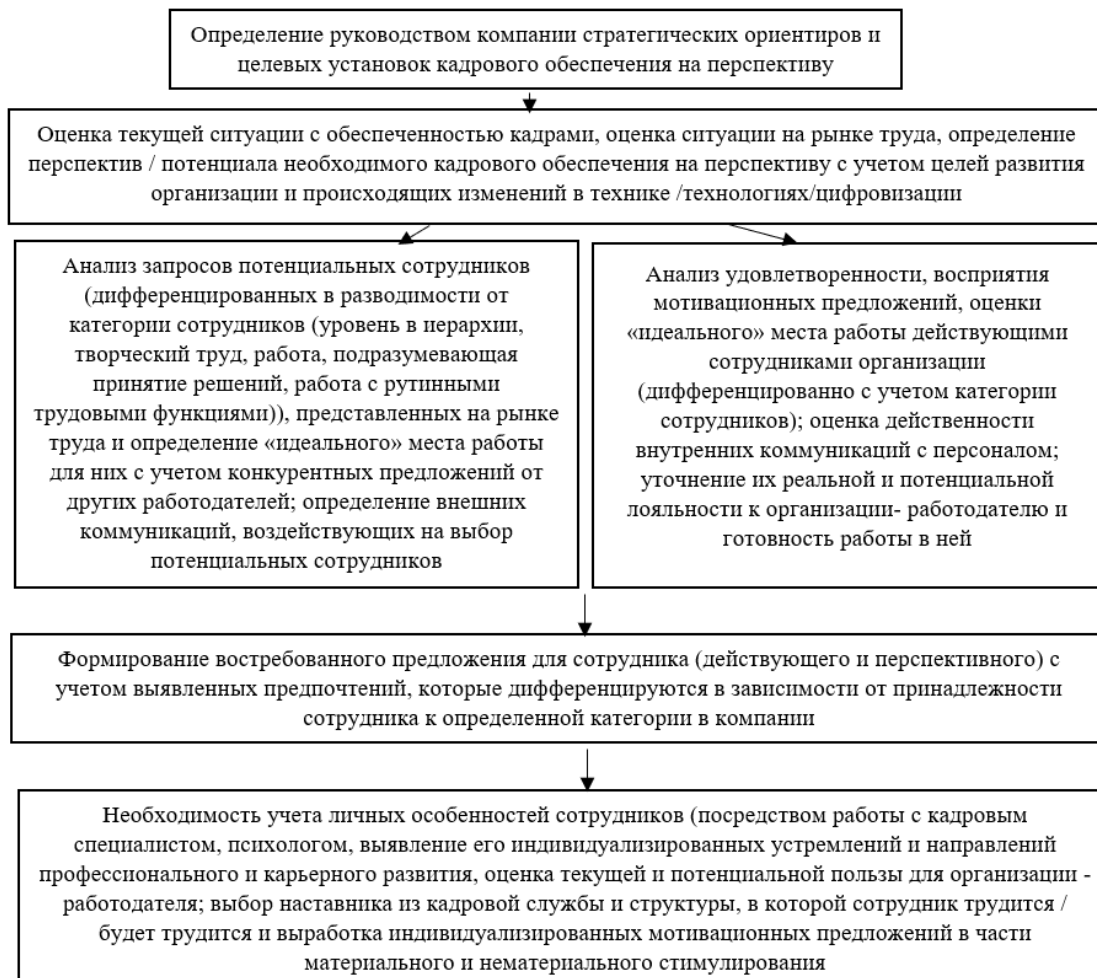 Определение руководством компании стратегических ориентиров и
целевых установок кадрового обеспечения на перспективу
Оценка текущей ситуации с обеспеченностью кадрами, оценка ситуации на рынке труда, определение
перспектив / потенциала необходимого кадрового обеспечения на перспективу с учетом целей развития
организации и происходящих изменений в технике /технологиях/цифровизации
Анализ запросов потенциальных сотрудников
(дифференцированных в разводимости от
категории сотрудников (уровень в иерархии,
творческий труд, работа, подразумевающая
принятие решений, работа с рутинными
трудовыми функциями)), представленных на рынке
труда и определение «идеального» места работы
для них с учетом конкурентных предложений от
других работодателей; определение внешних
коммуникаций, воздействующих на выбор
потенциальных сотрудников
Анализ удовлетворенности, восприятия
мотивационных предложений, оценки
«идеального» места работы действующими
сотрудниками организации
(дифференцированно с учетом категории
сотрудников); оценка действенности
внутренних коммуникаций с персоналом;
уточнение их реальной и потенциальной
лояльности к организации- работодателю и
готовность работы в ней
Формирование востребованного предложения для сотрудника (действующего и перспективного) с
учетом выявленных предпочтений, которые дифференцируются в зависимости от принадлежности
сотрудника к определенной категории в компании
Необходимость учета личных особенностей сотрудников (посредством работы с кадровым
специалистом, психологом, выявление его индивидуализированных устремлений и направлений
профессионального и карьерного развития, оценка текущей и потенциальной пользы для организации -
работодателя; выбор наставника из кадровой службы и структуры, в которой сотрудник трудится /
будет трудится и выработка индивидуализированных мотивационных предложений в части
материального и нематериального стимулирования